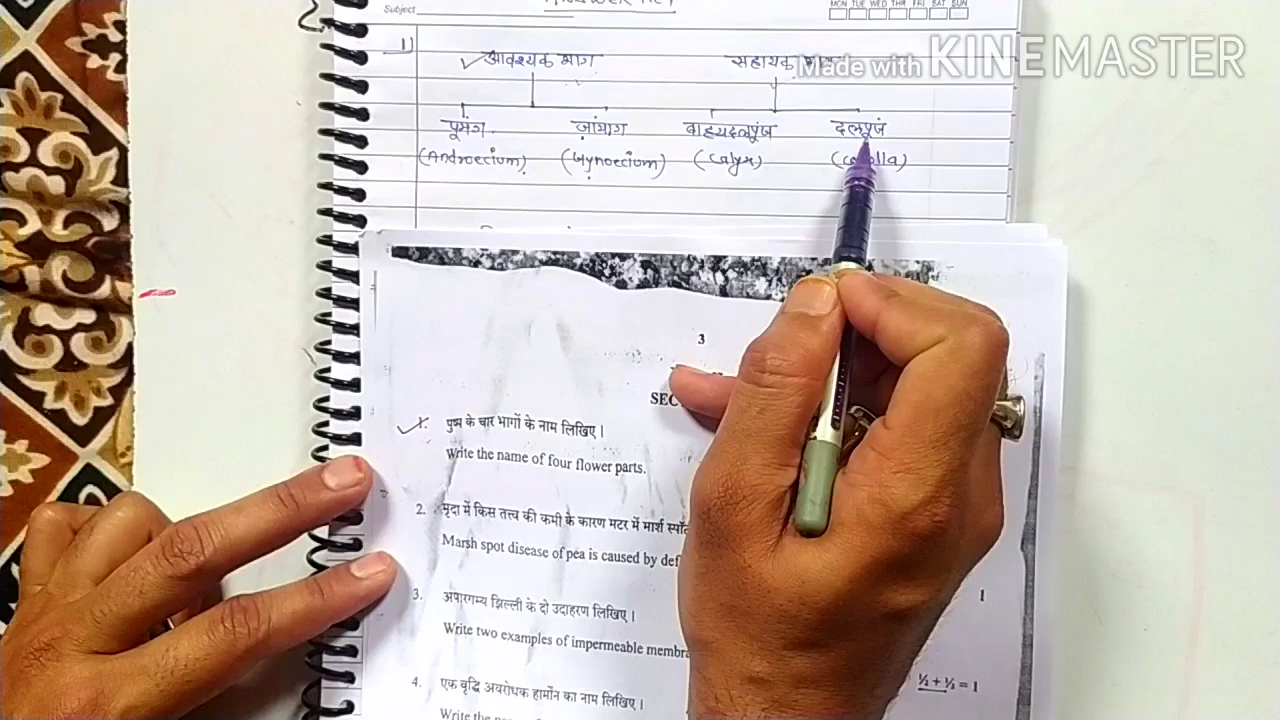 Subject
MON TUE WED THR FRI SAT SUN
Made with KINEMASTER
1)
आवश्यक भाग सहायक
पुमंग जांयाग बाह्यदलपुंज दलपुंज
(Androecium) (Gynoecium) (Calyx) (Corolla)
3
SEC
1. पुष्प के चार भागों के नाम लिखिए।
Write the name of four flower parts.
2. मृदा में किस तत्त्व की कमी के कारण मटर में मार्श स्पॉट
Marsh spot disease of pea is caused by def
3. अपारगम्य झिल्ली के दो उदाहरण लिखिए।
1
Write two examples of impermeable membra
4. एक वृद्धि अवरोधक हार्मोन का नाम लिखिए।
½ + ½ = 1
Write the